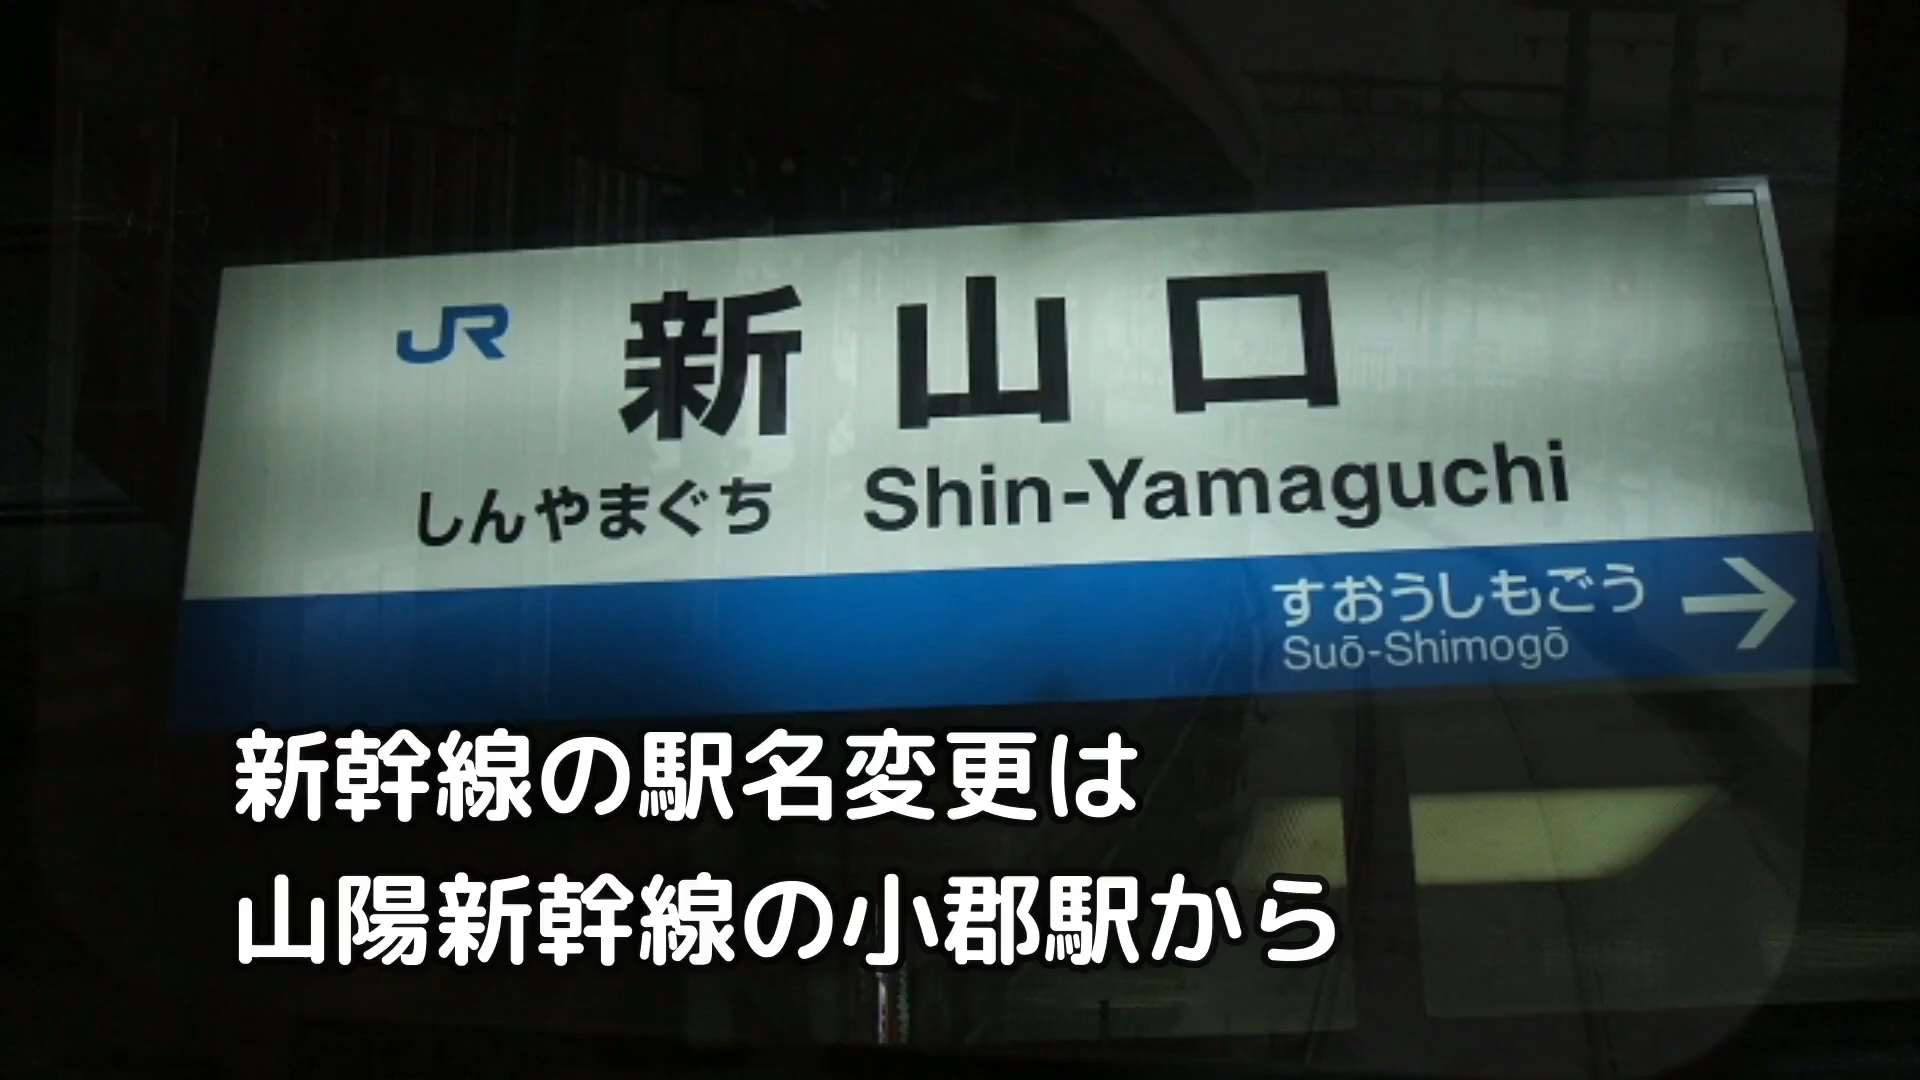 JR 新山口
しんやまぐち Shin-Yamaguchi
すおうしもごう →
Suō-Shimogō
新幹線の駅名変更は
山陽新幹線の小郡駅から